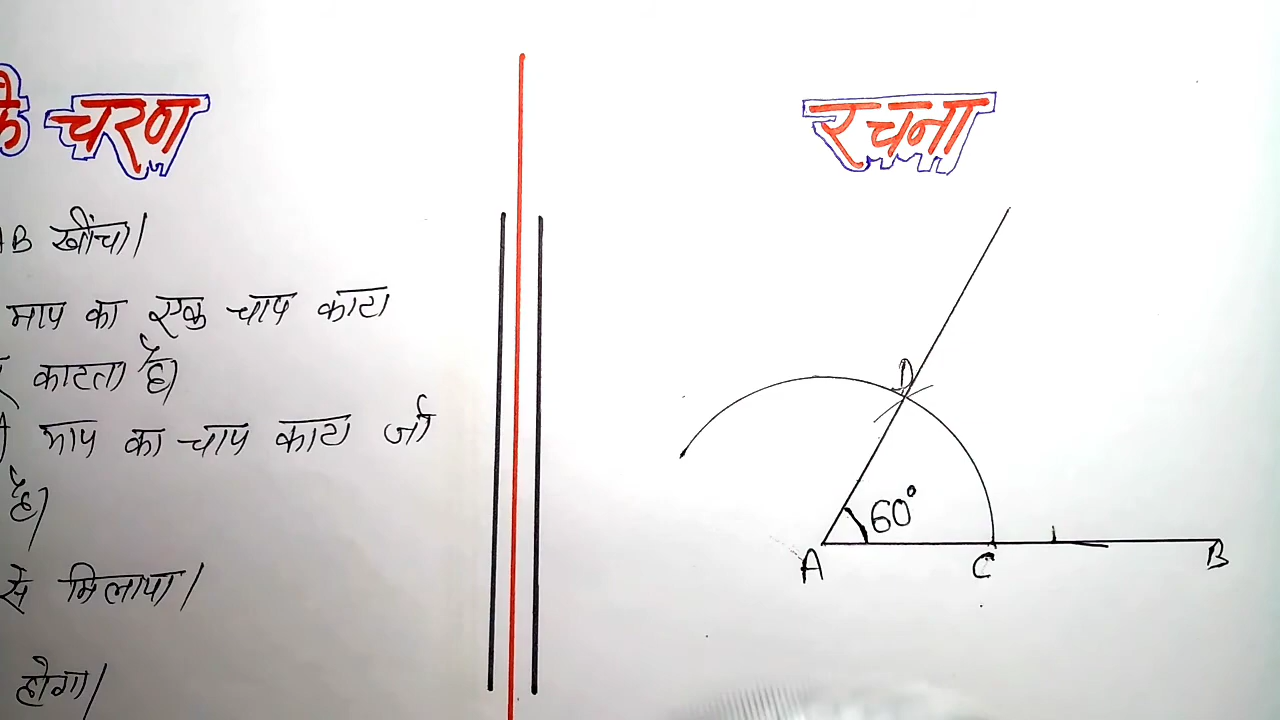 के चरण
AB खींचा।
माप का एक चाप काटा
काटता है।
माप का चाप काटा जो
है।
से मिलाया।
होगा।
रचना
D
60°
A
C
B